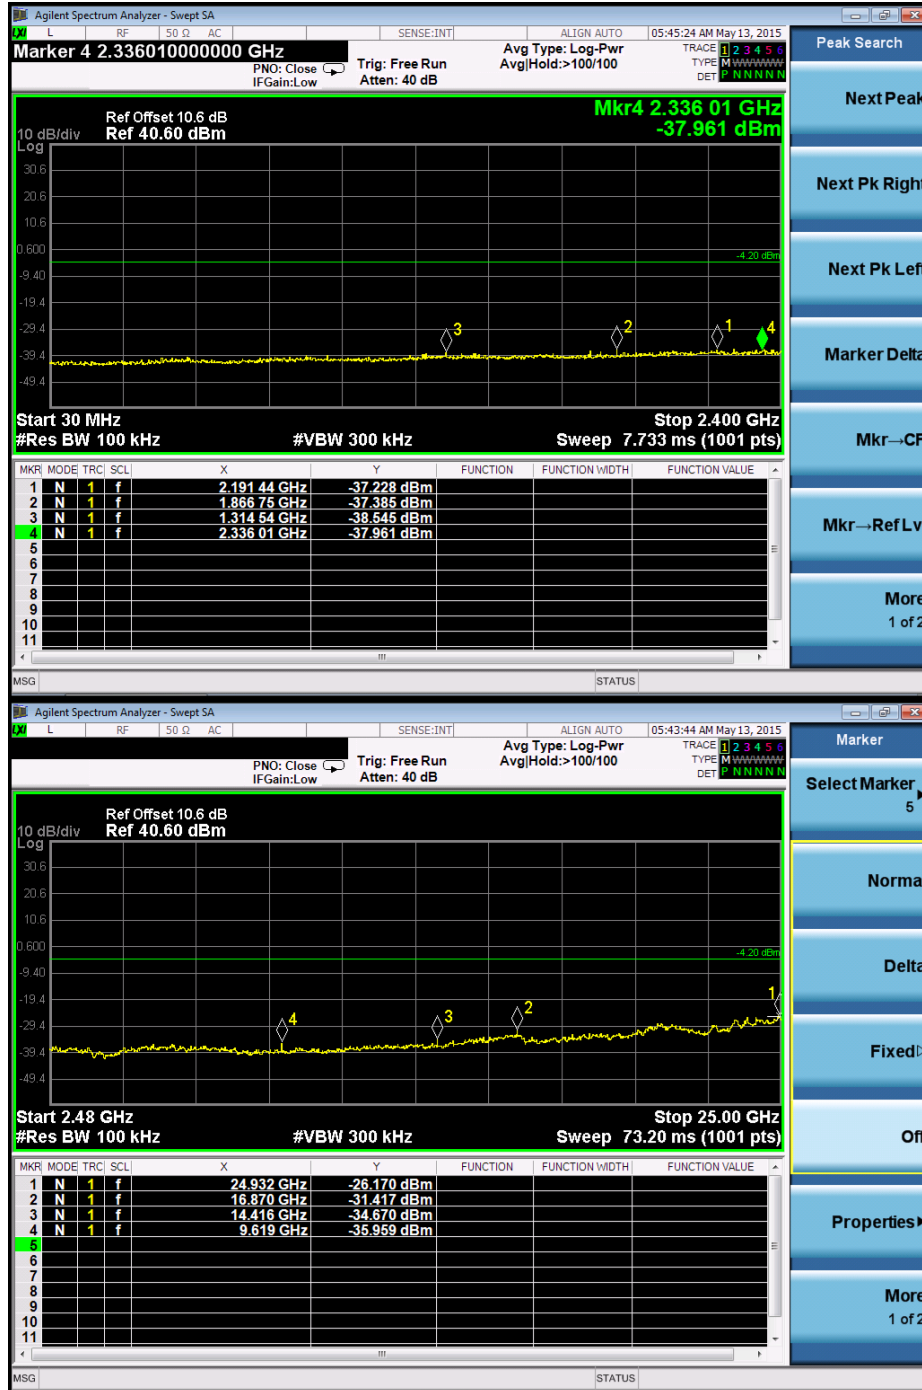 Agilent Spectrum Analyzer - Swept SA
LXI L RF 50 Ω AC SENSE:INT ALIGN AUTO 05:45:24 AM May 13, 2015
Marker 4 2.336010000000 GHz
PNO: Close
IFGain:Low
Trig: Free Run
Atten: 40 dB
Avg Type: Log-Pwr
Avg|Hold:>100/100
TRACE 1 2 3 4 5 6
TYPE M WWWWW
DET P N N N N N
Peak Search
Next Peak
Next Pk Right
Next Pk Left
Marker Delta
Mkr→CF
Mkr→Ref Lv
More
1 of 2
Mkr4 2.336 01 GHz
-37.961 dBm
Ref Offset 10.6 dB
10 dB/div Ref 40.60 dBm
Log
30.6
20.6
10.6
0.600
-4.20 dBm
-9.40
-19.4
-29.4
3 2 1 4
-39.4
-49.4
Start 30 MHz Stop 2.400 GHz
#Res BW 100 kHz #VBW 300 kHz Sweep 7.733 ms (1001 pts)
MKR MODE TRC SCL X Y FUNCTION FUNCTION WIDTH FUNCTION VALUE
1 N 1 f 2.191 44 GHz -37.228 dBm
2 N 1 f 1.866 75 GHz -37.385 dBm
3 N 1 f 1.314 54 GHz -38.545 dBm
4 N 1 f 2.336 01 GHz -37.961 dBm
5
6
7
8
9
10
11
MSG STATUS
Agilent Spectrum Analyzer - Swept SA
LXI L RF 50 Ω AC SENSE:INT ALIGN AUTO 05:43:44 AM May 13, 2015
PNO: Close
IFGain:Low
Trig: Free Run
Atten: 40 dB
Avg Type: Log-Pwr
Avg|Hold:>100/100
TRACE 1 2 3 4 5 6
TYPE M WWWWW
DET P N N N N N
Marker
Select Marker
5
Norma
Delta
Fixed
Off
Properties
More
1 of 2
Ref Offset 10.6 dB
10 dB/div Ref 40.60 dBm
Log
30.6
20.6
10.6
0.600
-4.20 dBm
-9.40
-19.4
1
-29.4
4 3 2
-39.4
-49.4
Start 2.48 GHz Stop 25.00 GHz
#Res BW 100 kHz #VBW 300 kHz Sweep 73.20 ms (1001 pts)
MKR MODE TRC SCL X Y FUNCTION FUNCTION WIDTH FUNCTION VALUE
1 N 1 f 24.932 GHz -26.170 dBm
2 N 1 f 16.870 GHz -31.417 dBm
3 N 1 f 14.416 GHz -34.670 dBm
4 N 1 f 9.619 GHz -35.959 dBm
5
6
7
8
9
10
11
MSG STATUS